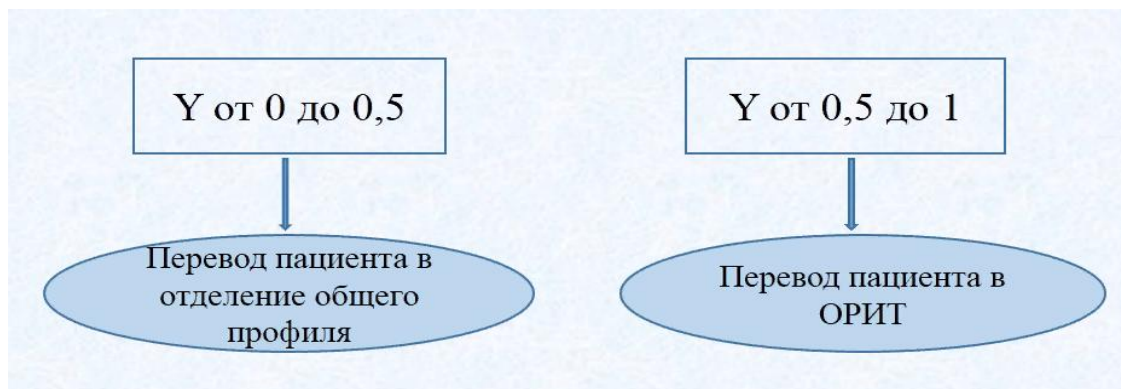 Y от 0 до 0,5
Y от 0,5 до 1
Перевод пациента в
отделение общего
профиля
Перевод пациента в
ОРИТ